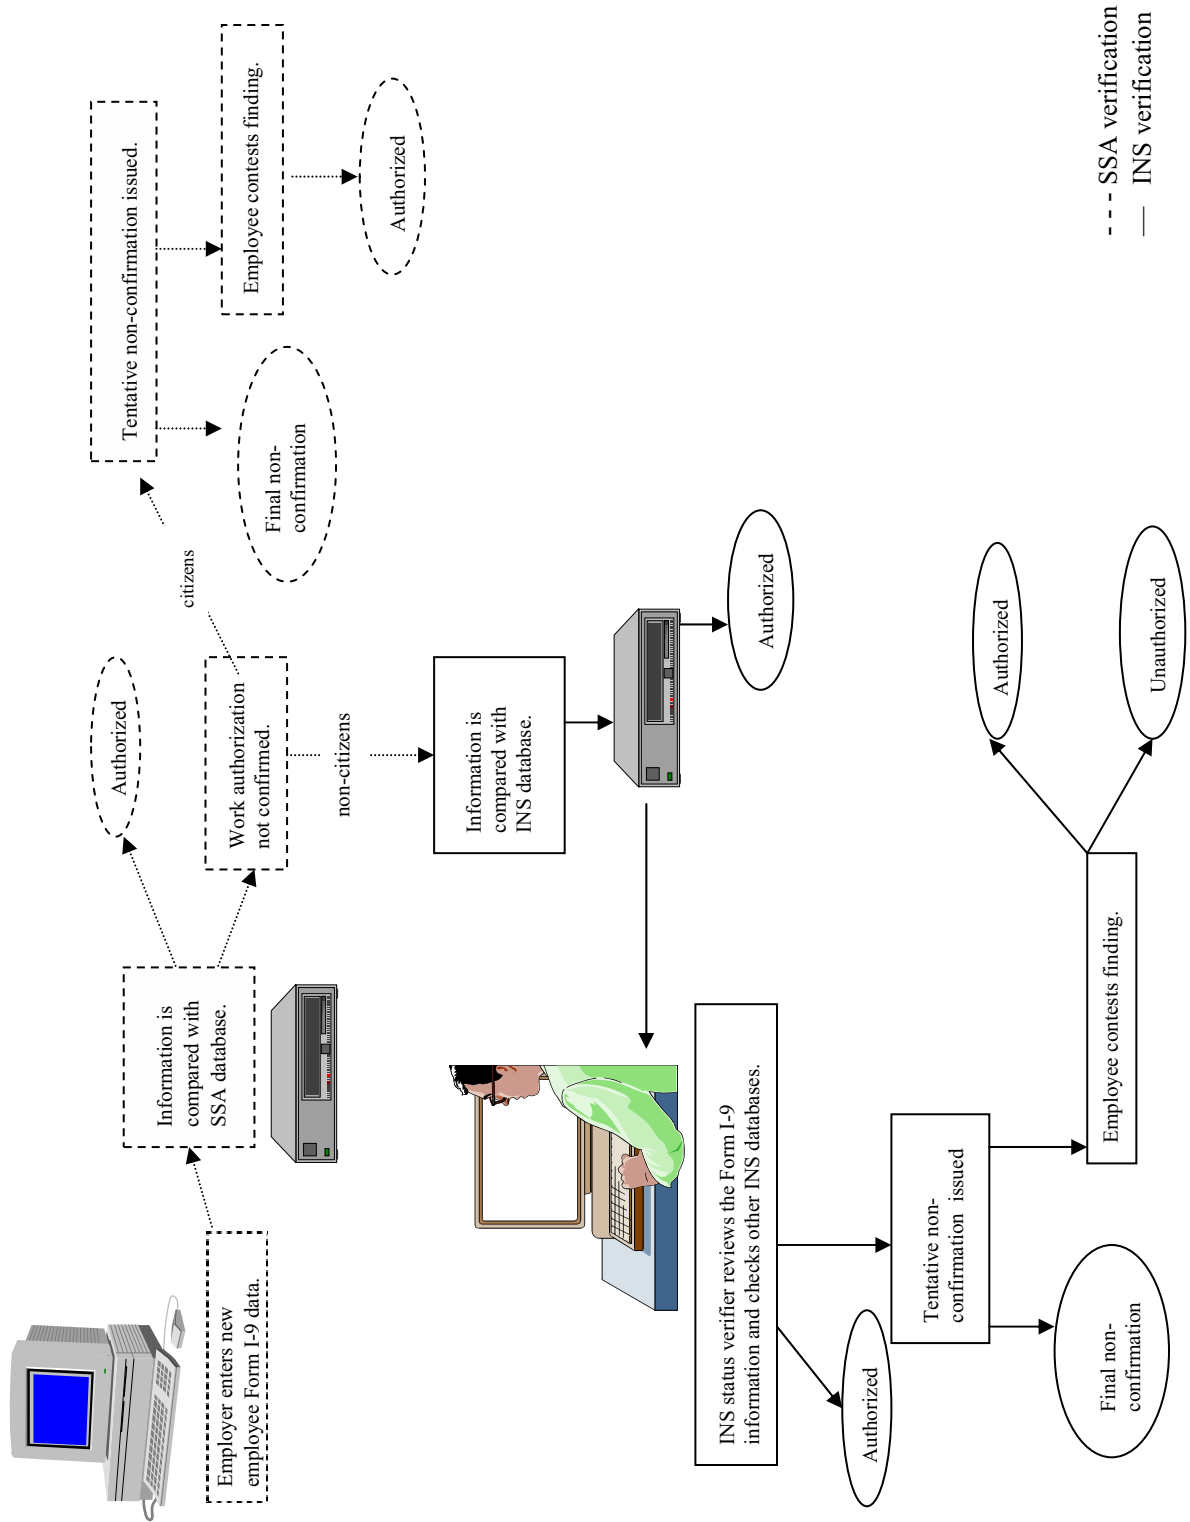 Employer enters new
employee Form I-9 data.
Information is
compared with
SSA database.
Authorized
Work authorization
not confirmed.
citizens
Tentative non-confirmation issued.
Final non-
confirmation
Employee contests finding.
Authorized
non-citizens
Information is
compared with
INS database.
Authorized
INS status verifier reviews the Form I-9
information and checks other INS databases.
Authorized
Tentative non-
confirmation issued
Final non-
confirmation
Employee contests finding.
Authorized
Unauthorized
SSA verification
INS verification